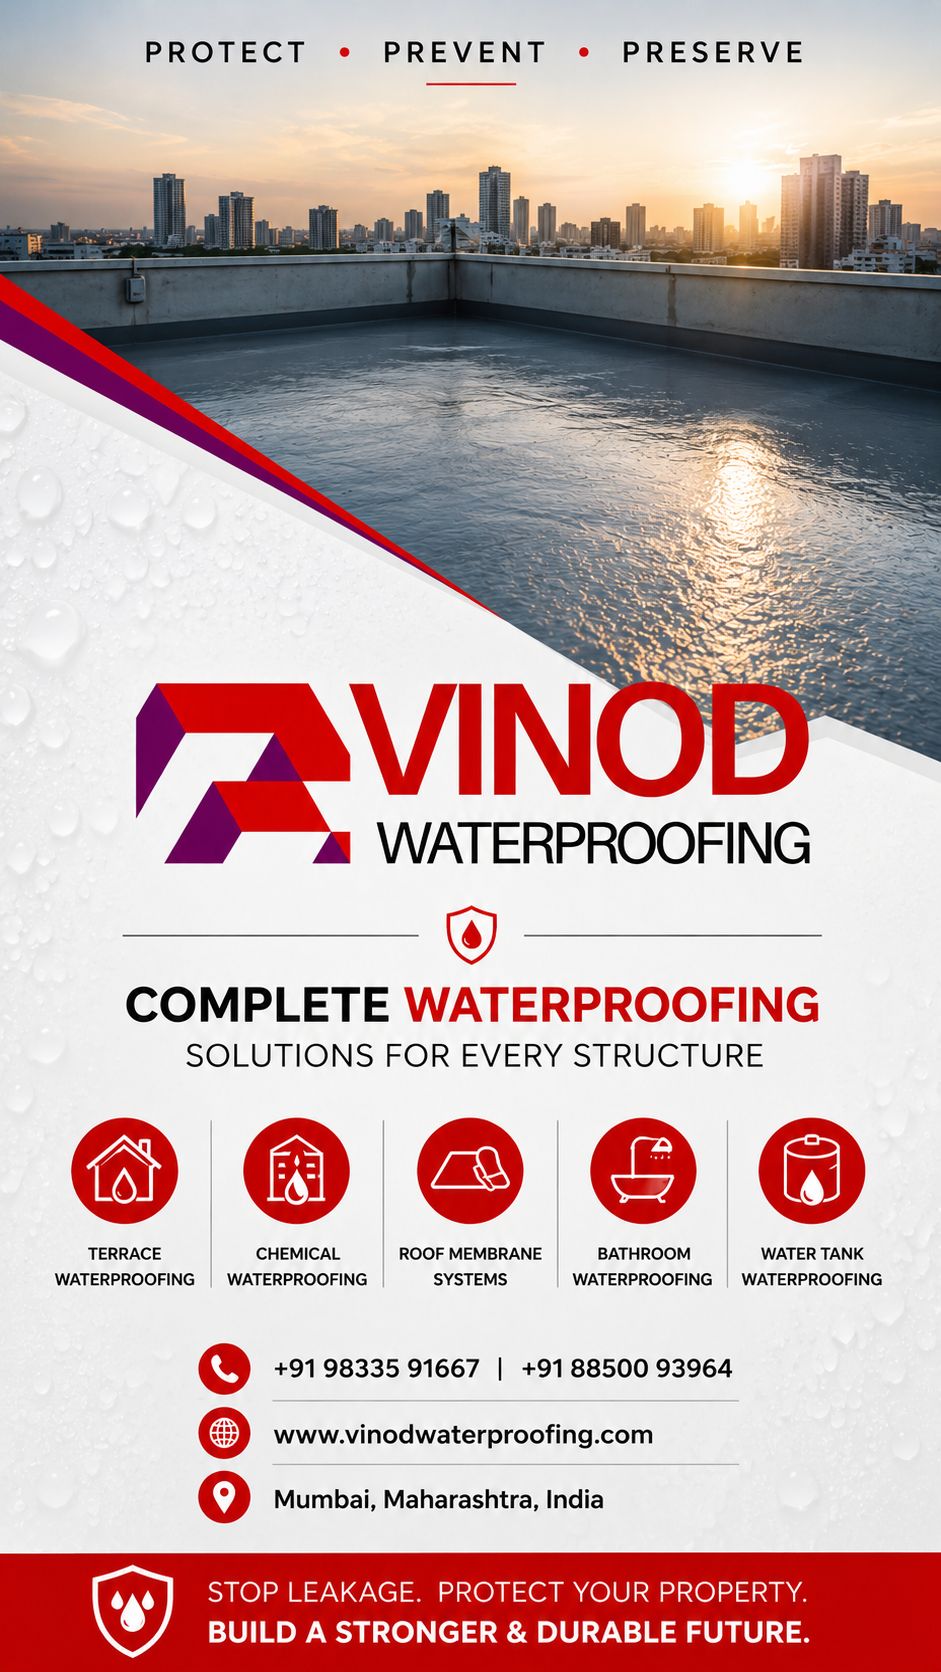 PROTECT • PREVENT • PRESERVE
VINOD
WATERPROOFING
COMPLETE WATERPROOFING
SOLUTIONS FOR EVERY STRUCTURE
TERRACE
WATERPROOFING
CHEMICAL
WATERPROOFING
ROOF MEMBRANE
SYSTEMS
BATHROOM
WATERPROOFING
WATER TANK
WATERPROOFING
+91 98335 91667 | +91 88500 93964
www.vinodwaterproofing.com
Mumbai, Maharashtra, India
STOP LEAKAGE. PROTECT YOUR PROPERTY.
BUILD A STRONGER & DURABLE FUTURE.